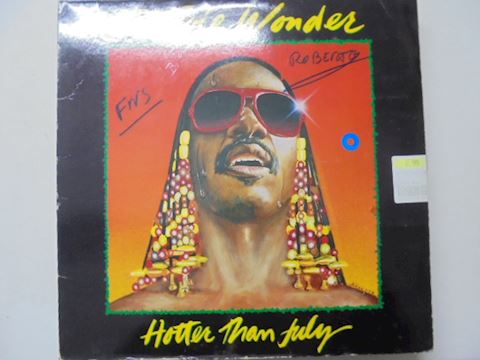 Wonder
FNS
ROBERTO
Hotter Than July